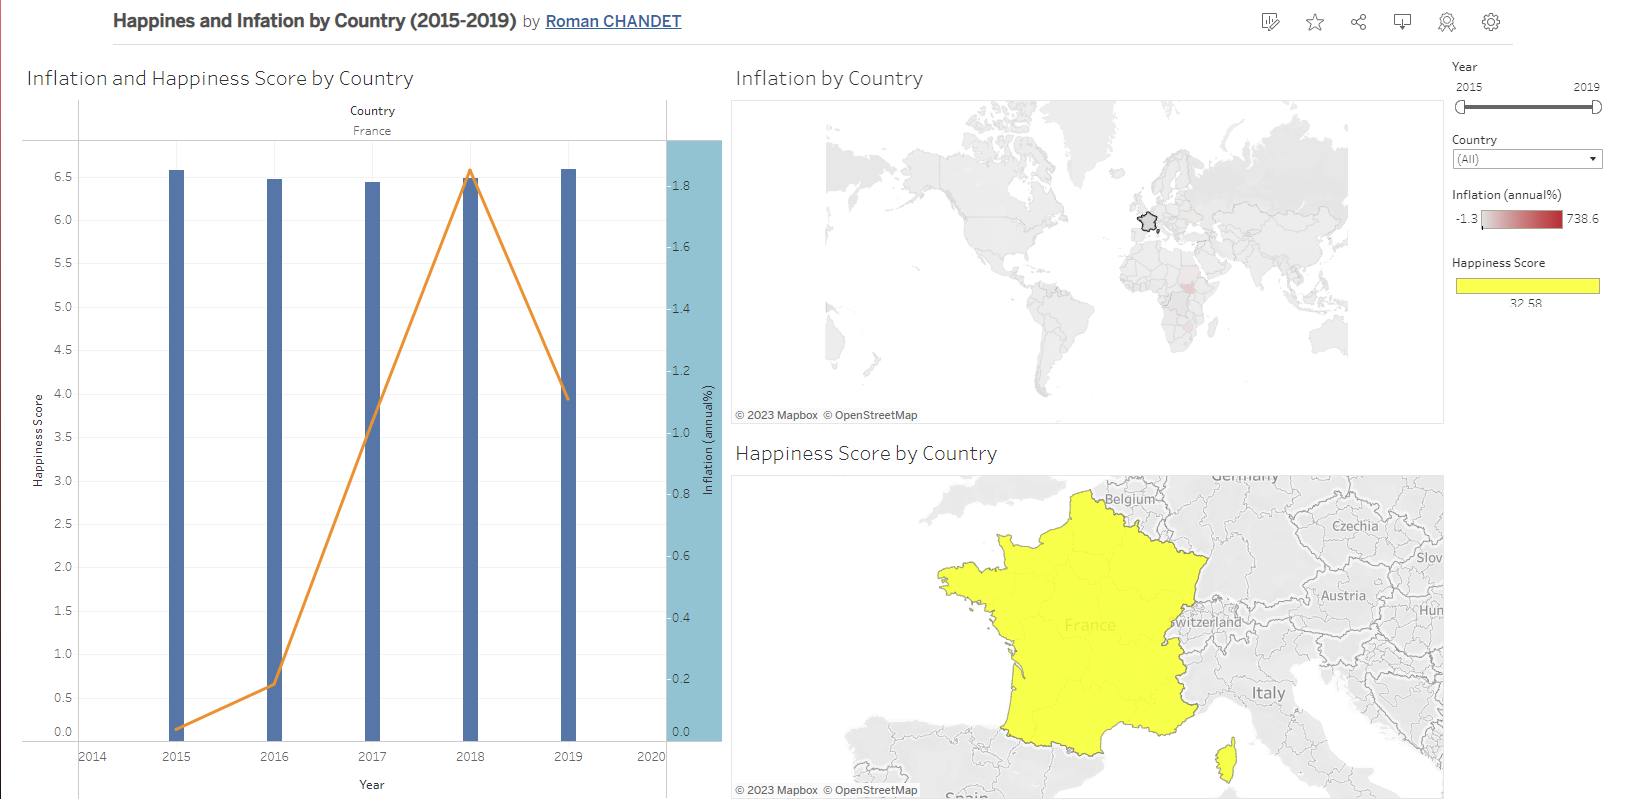 Happines and Infation by Country (2015-2019) by Roman CHANDET
Inflation and Happiness Score by Country
Country
France
Happiness Score
6.5
6.0
5.5
5.0
4.5
4.0
3.5
3.0
2.5
2.0
1.5
1.0
0.5
0.0
1.8
1.6
1.4
1.2
1.0
0.8
0.6
0.4
0.2
0.0
Inflation (annual%)
2014 2015 2016 2017 2018 2019 2020
Year
Inflation by Country
© 2023 Mapbox © OpenStreetMap
Happiness Score by Country
Germany
Belgium
Czechia
Slov
Austria
Hun
France
witzerland
Italy
Spain
© 2023 Mapbox © OpenStreetMap
Year
2015 2019
Country
(All)
Inflation (annual%)
-1.3 738.6
Happiness Score
32.58